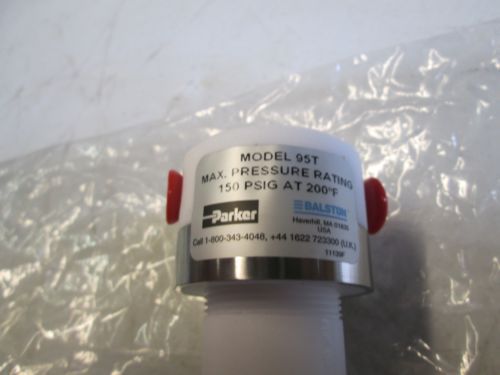 MODEL 95T
MAX. PRESSURE RATING
150 PSIG AT 200°F
Parker
BALSTON
Haverhill, MA 01835
USA
Call 1-800-343-4048, +44 1622 723300 (U.K.)
11139F